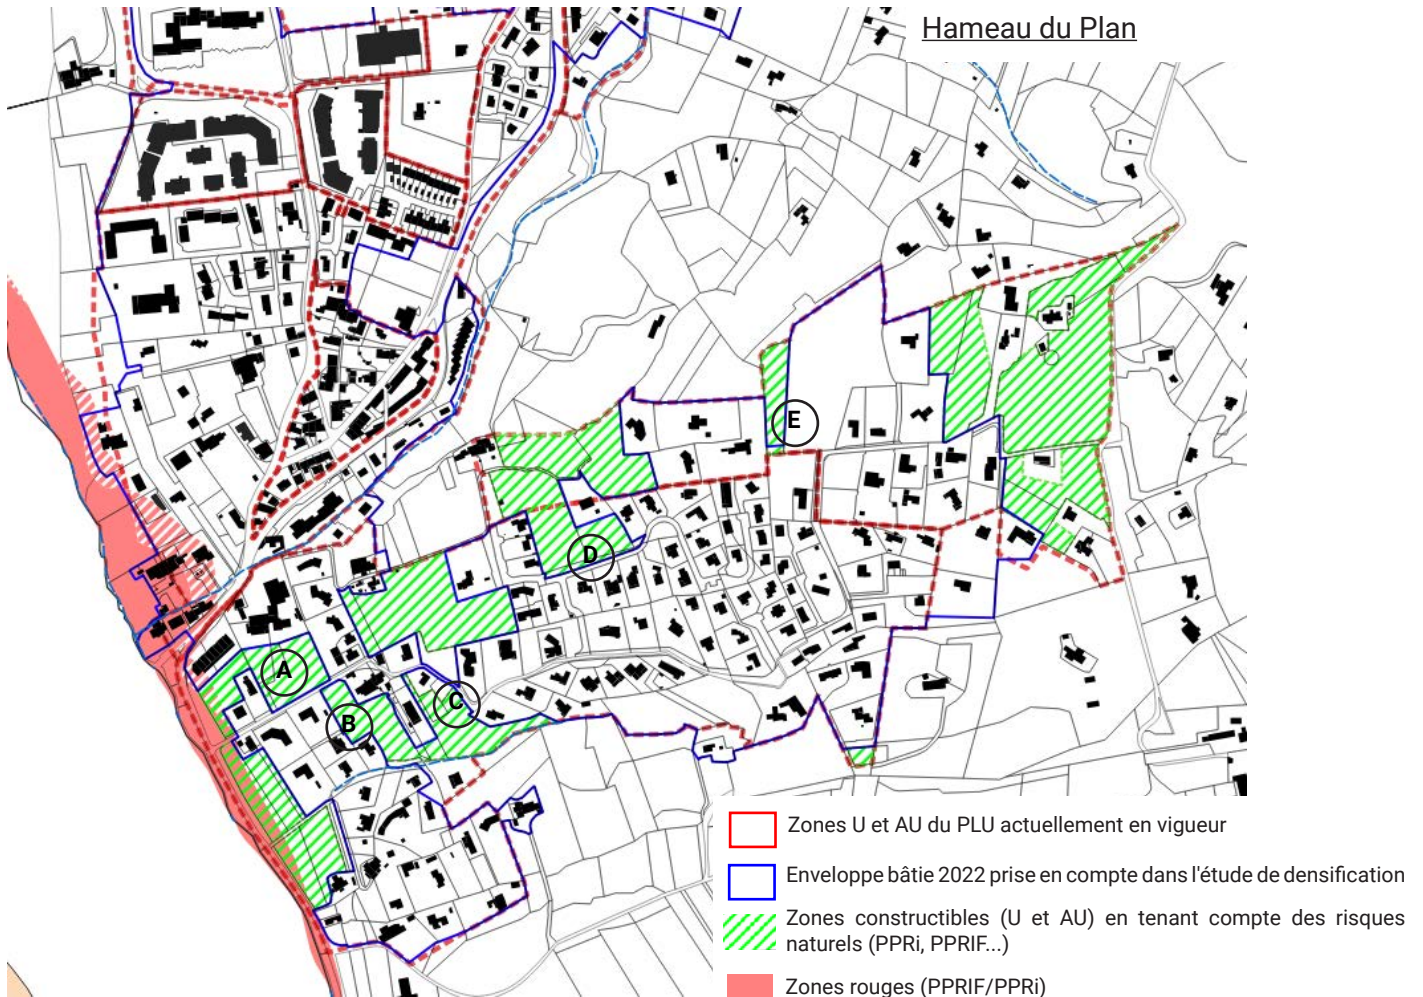 Hameau du Plan
E
D
A
C
B
Zones U et AU du PLU actuellement en vigueur
Enveloppe bâtie 2022 prise en compte dans l'étude de densification
Zones constructibles (U et AU) en tenant compte des risques
naturels (PPRi, PPRIF...)
Zones rouges (PPRIF/PPRi)